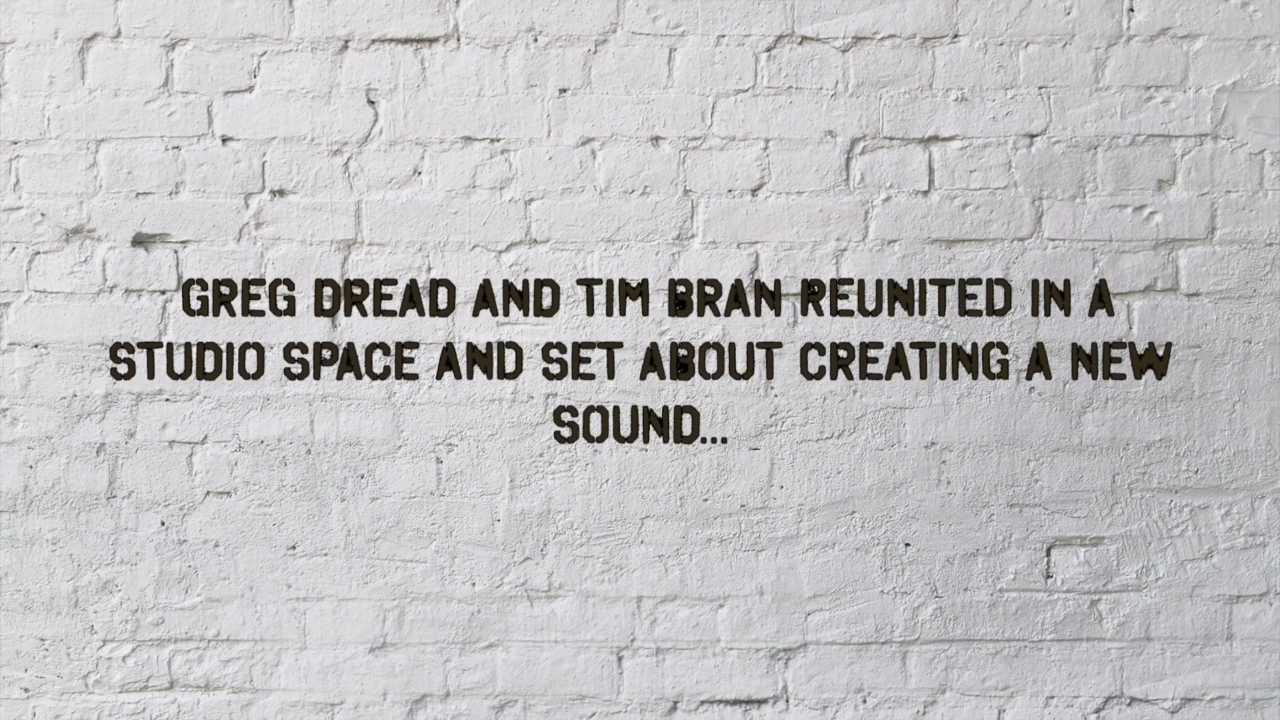 GREG DREAD AND TIM BRAN REUNITED IN A
STUDIO SPACE AND SET ABOUT CREATING A NEW
SOUND...